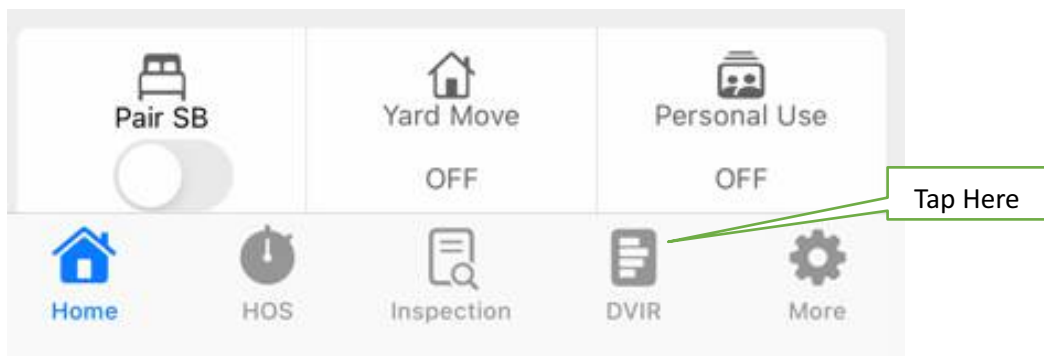 Pair SB
Yard Move
Personal Use
OFF
OFF
Tap Here
Home
HOS
Inspection
DVIR
More